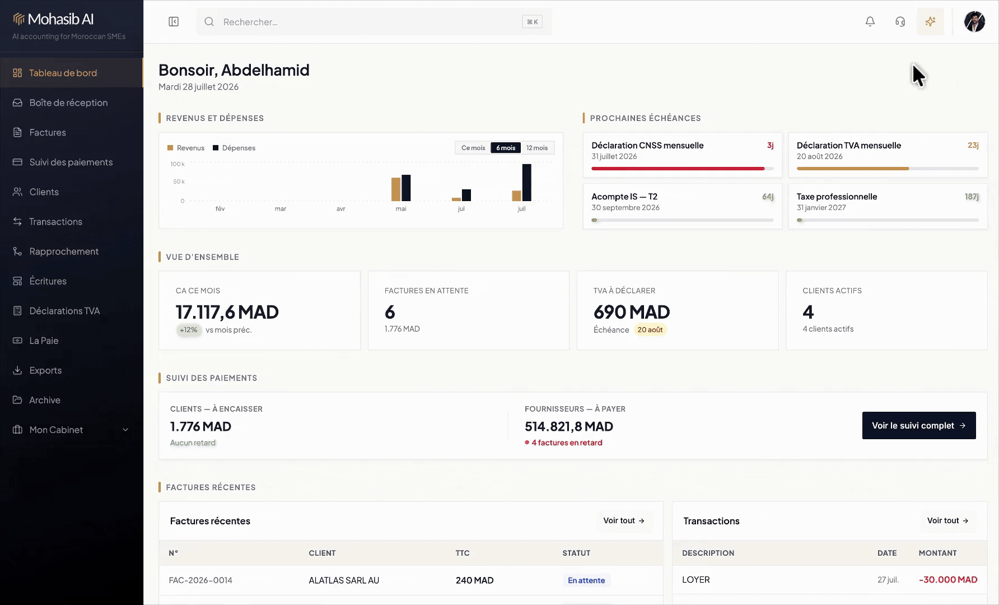 Mohasib AI
AI accounting for Moroccan SMEs
Tableau de bord
Boîte de réception
Factures
Suivi des paiements
Clients
Transactions
Rapprochement
Écritures
Déclarations TVA
La Paie
Exports
Archive
Mon Cabinet
Rechercher...
⌘ K
Bonsoir, Abdelhamid
Mardi 28 juillet 2026
REVENUS ET DÉPENSES
Revenus
Dépenses
Ce mois
6 mois
12 mois
100 k
50 k
0
fév
mar
avr
mai
jui
juil
PROCHAINES ÉCHÉANCES
Déclaration CNSS mensuelle
3j
31 juillet 2026
Déclaration TVA mensuelle
23j
20 août 2026
Acompte IS — T2
64j
30 septembre 2026
Taxe professionnelle
187j
31 janvier 2027
VUE D'ENSEMBLE
CA CE MOIS
17.117,6 MAD
+12% vs mois préc.
FACTURES EN ATTENTE
6
1.776 MAD
TVA À DÉCLARER
690 MAD
Échéance 20 août
CLIENTS ACTIFS
4
4 clients actifs
SUIVI DES PAIEMENTS
CLIENTS — À ENCAISSER
1.776 MAD
Aucun retard
FOURNISSEURS — À PAYER
514.821,8 MAD
4 factures en retard
Voir le suivi complet →
FACTURES RÉCENTES
Factures récentes
Voir tout →
N° CLIENT TTC STATUT
FAC-2026-0014 ALATLAS SARL AU 240 MAD En attente
Transactions
Voir tout →
DESCRIPTION DATE MONTANT
LOYER 27 juil. -30.000 MAD